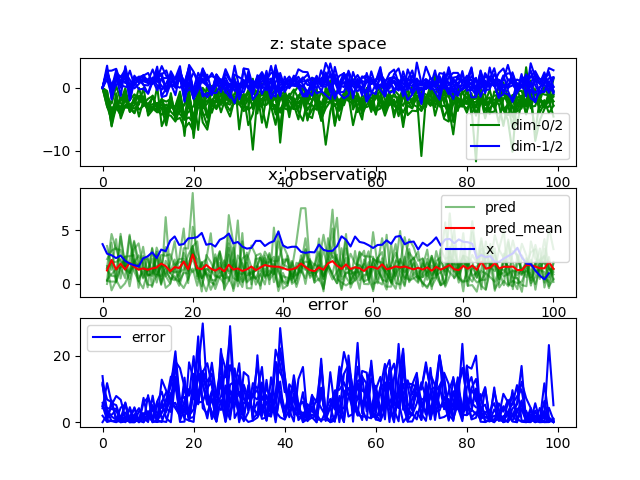 z: state space
0
−10
dim-0/2
dim-1/2
0 20 40 60 80 100
x: observation
5
0
pred
pred_mean
x
0 20 40 60 80 100
error
20
0
error
0 20 40 60 80 100